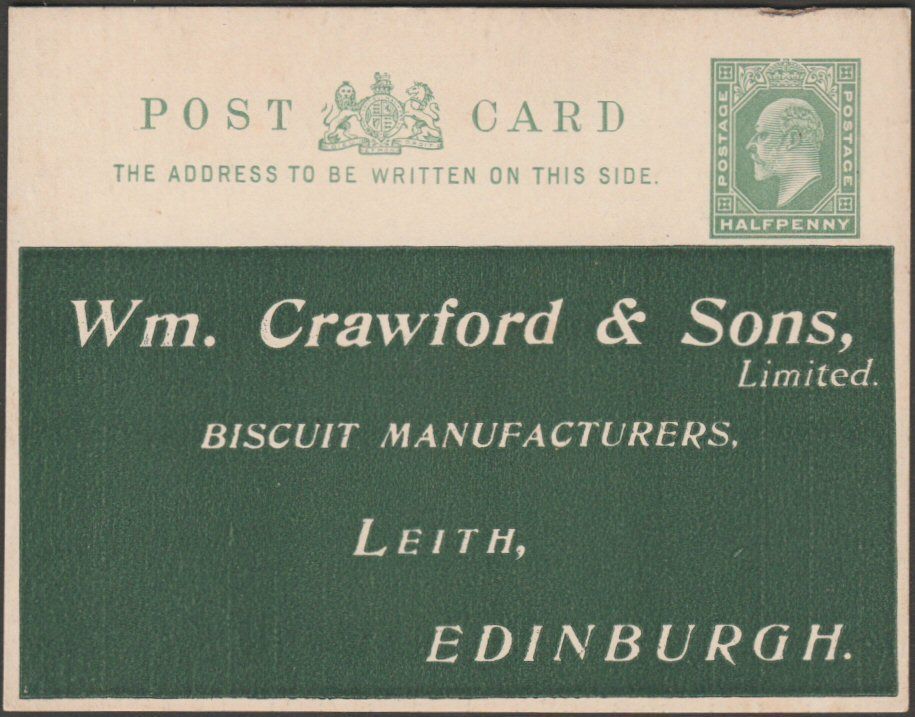 POST CARD
THE ADDRESS TO BE WRITTEN ON THIS SIDE.
POSTAGE
POSTAGE
HALFPENNY
Wm. Crawford & Sons,
Limited.
BISCUIT MANUFACTURERS,
LEITH,
EDINBURGH.